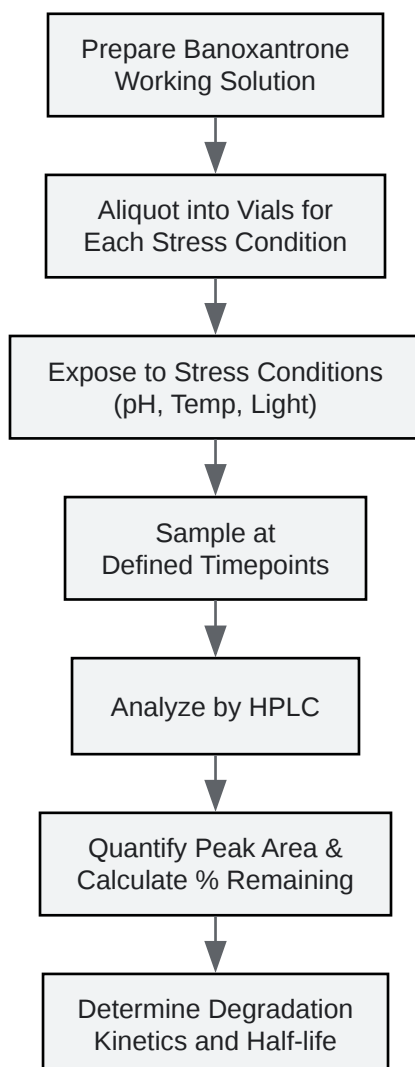 Prepare Banoxantrone
Working Solution
Aliquot into Vials for
Each Stress Condition
Expose to Stress Conditions
(pH, Temp, Light)
Sample at
Defined Timepoints
Analyze by HPLC
Quantify Peak Area &
Calculate % Remaining
Determine Degradation
Kinetics and Half-life